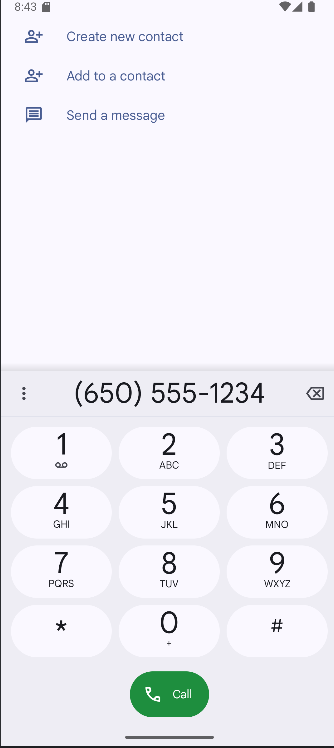 8:43
Create new contact
Add to a contact
Send a message
(650) 555-1234
1 2 3
ABC DEF
4 5 6
GHI JKL MNO
7 8 9
PQRS TUV WXYZ
* 0 #
+
Call